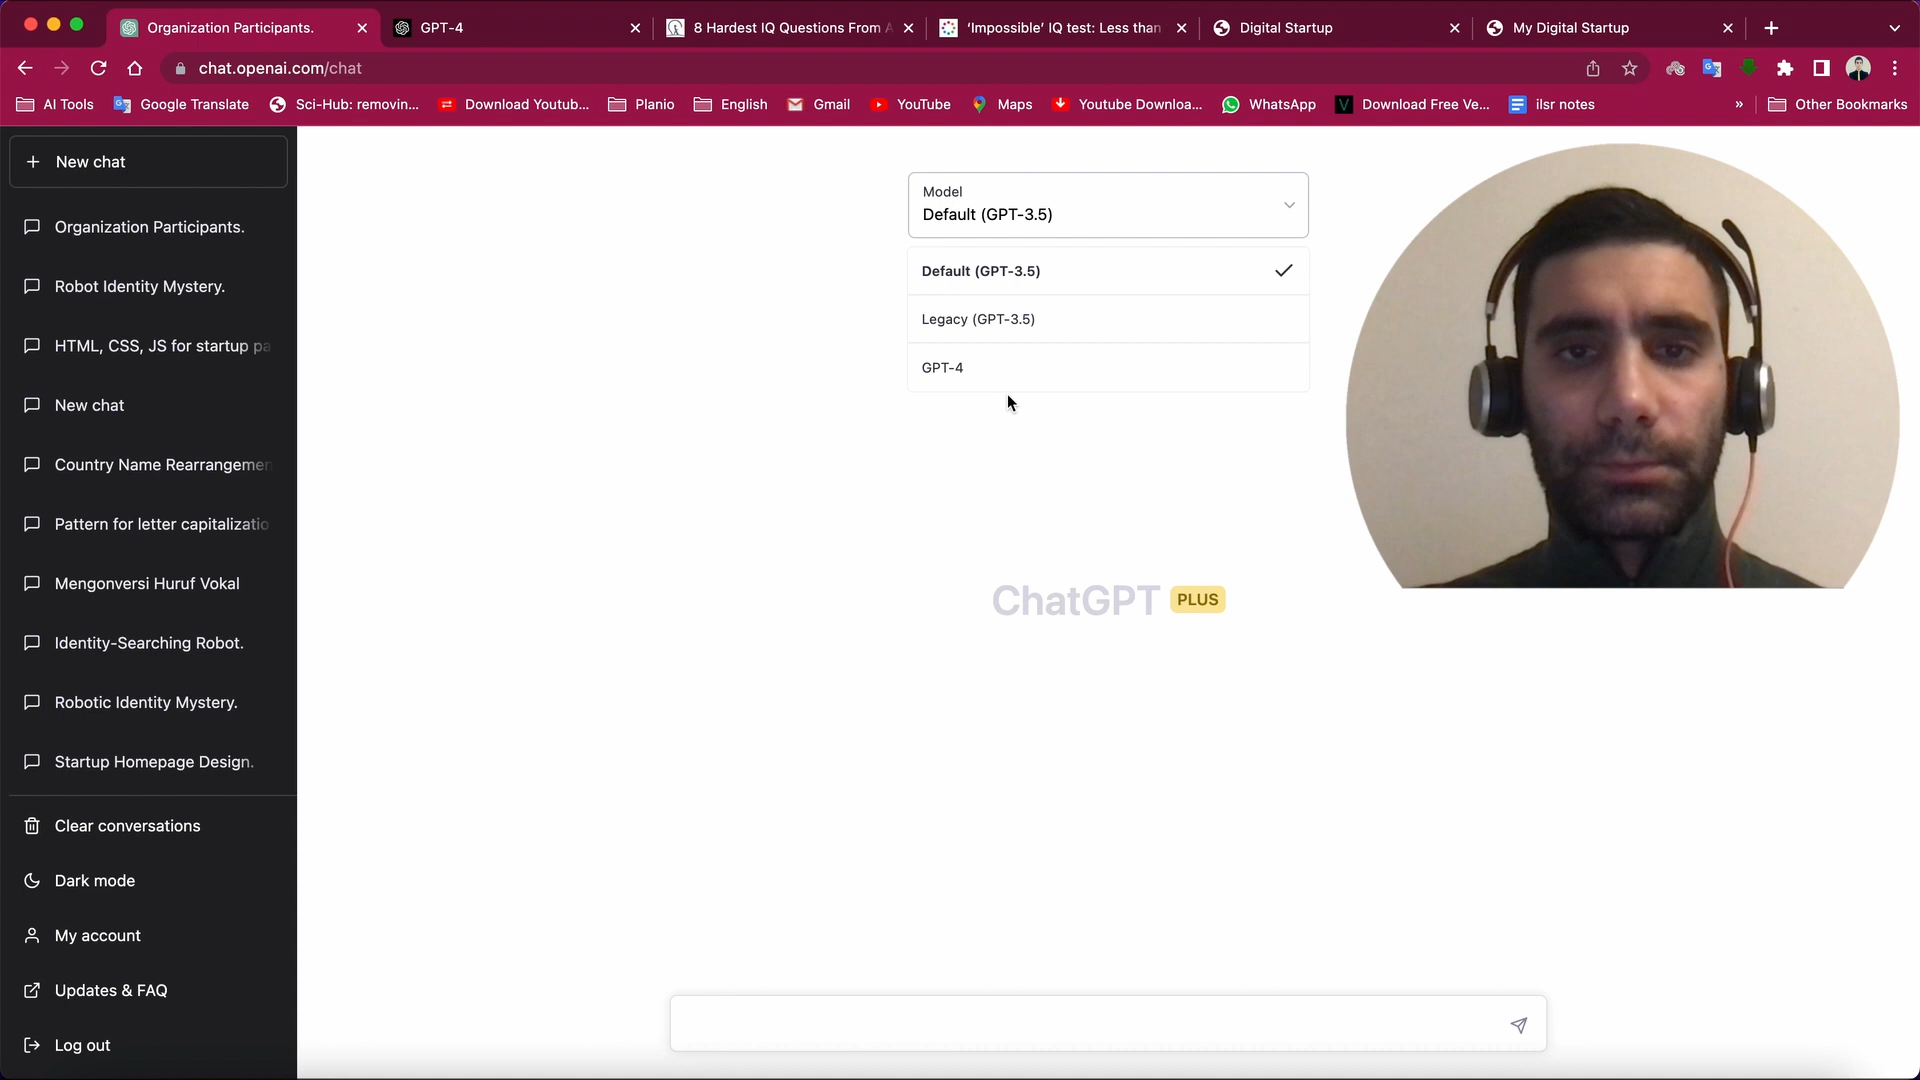 Organization Participants.
GPT-4
8 Hardest IQ Questions From A
‘Impossible’ IQ test: Less than
Digital Startup
My Digital Startup
chat.openai.com/chat
AI Tools
Google Translate
Sci-Hub: removin...
Download Youtub...
Planio
English
Gmail
YouTube
Maps
Youtube Downloa...
WhatsApp
Download Free Ve...
ilsr notes
»
Other Bookmarks
New chat
Organization Participants.
Robot Identity Mystery.
HTML, CSS, JS for startup pa
New chat
Country Name Rearrangemen
Pattern for letter capitalizatio
Mengonversi Huruf Vokal
Identity-Searching Robot.
Robotic Identity Mystery.
Startup Homepage Design.
Clear conversations
Dark mode
My account
Updates & FAQ
Log out
Model
Default (GPT-3.5)
Default (GPT-3.5)
Legacy (GPT-3.5)
GPT-4
ChatGPT PLUS